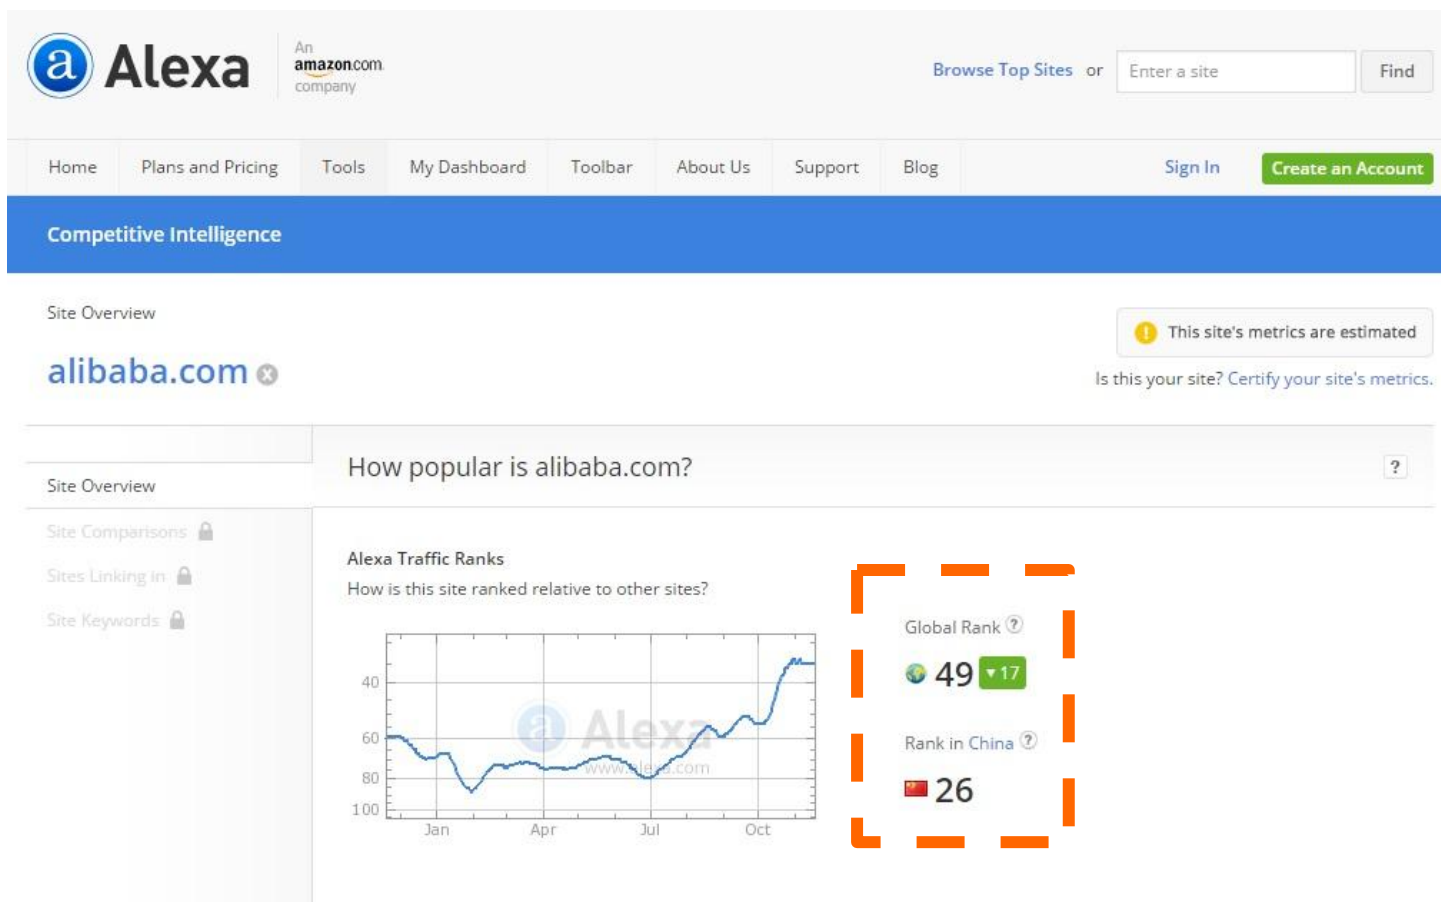 a Alexa
An
amazon.com
company
Browse Top Sites or Enter a site Find
Home Plans and Pricing Tools My Dashboard Toolbar About Us Support Blog Sign In Create an Account
Competitive Intelligence
Site Overview
This site's metrics are estimated
alibaba.com
Is this your site? Certify your site's metrics.
How popular is alibaba.com? ?
Site Overview
Site Comparisons
Sites Linking in
Site Keywords
Alexa Traffic Ranks
How is this site ranked relative to other sites?
Global Rank ?
49 17
Rank in China ?
26
40
60
80
100
Jan Apr Jul Oct
a Alexa
www.alexa.com